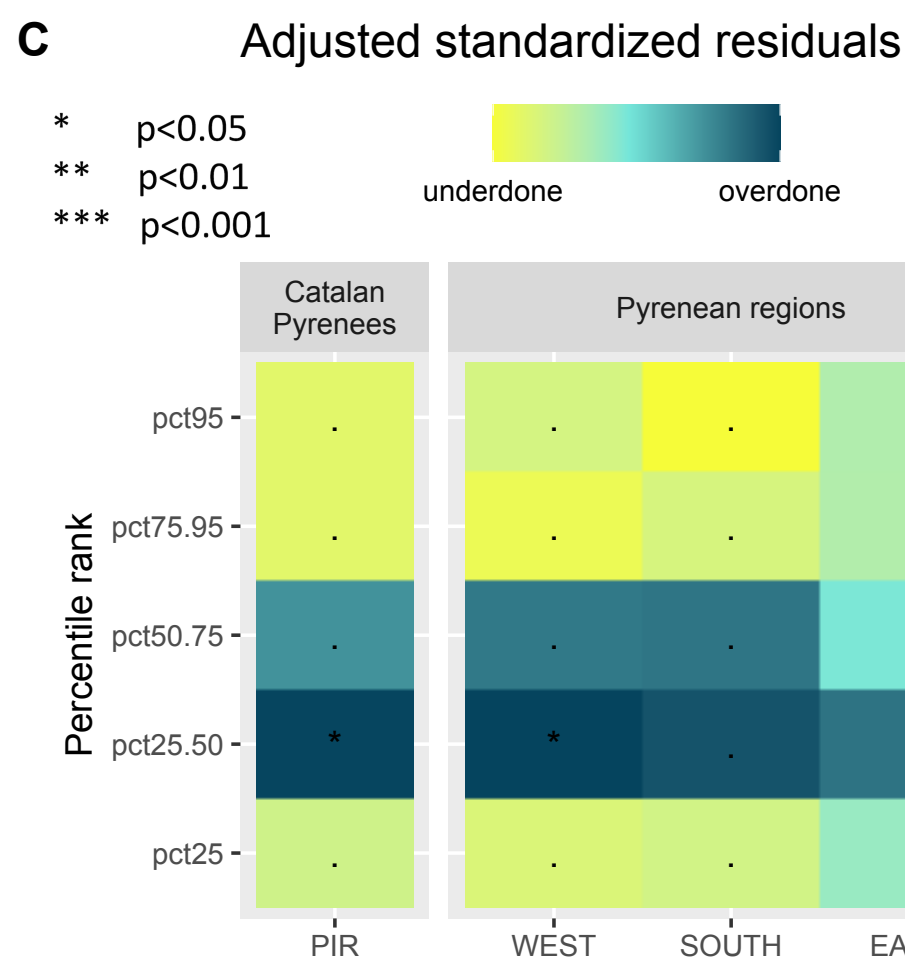 C
Adjusted standardized residuals
* p<0.05
** p<0.01
*** p<0.001
underdone overdone
Catalan
Pyrenees
Pyrenean regions
Percentile rank
pct95 . . .
pct75.95 . . .
pct50.75 . . .
pct25.50 * * .
pct25 . . .
PIR WEST SOUTH